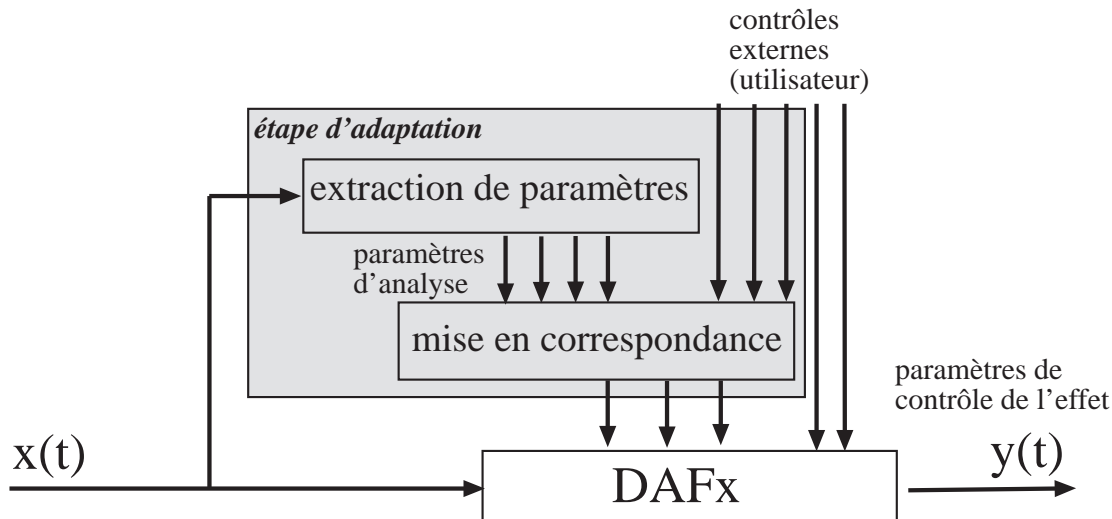 contrôles
externes
(utilisateur)
étape d’adaptation
extraction de paramètres
paramètres
d’analyse
mise en correspondance
paramètres de
contrôle de l’effet
x(t)
y(t)
DAFx